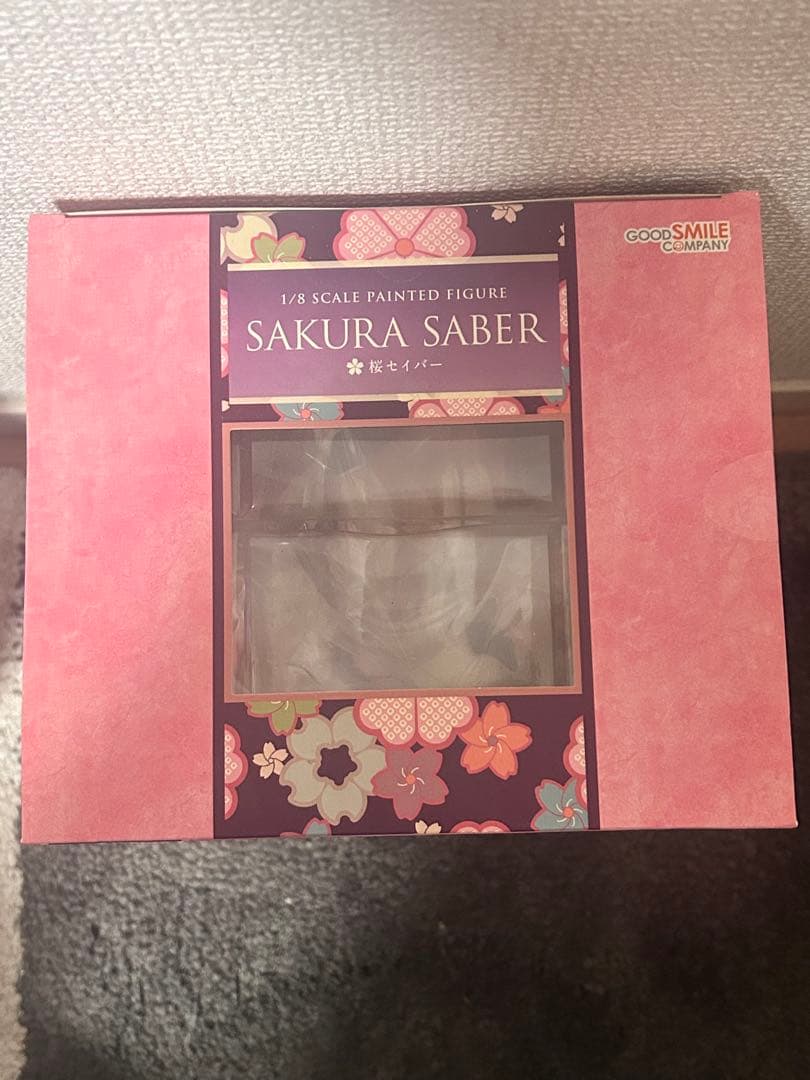 GOOD SMILE
COMPANY
1/8 SCALE PAINTED FIGURE
SAKURA SABER
桜セイバー